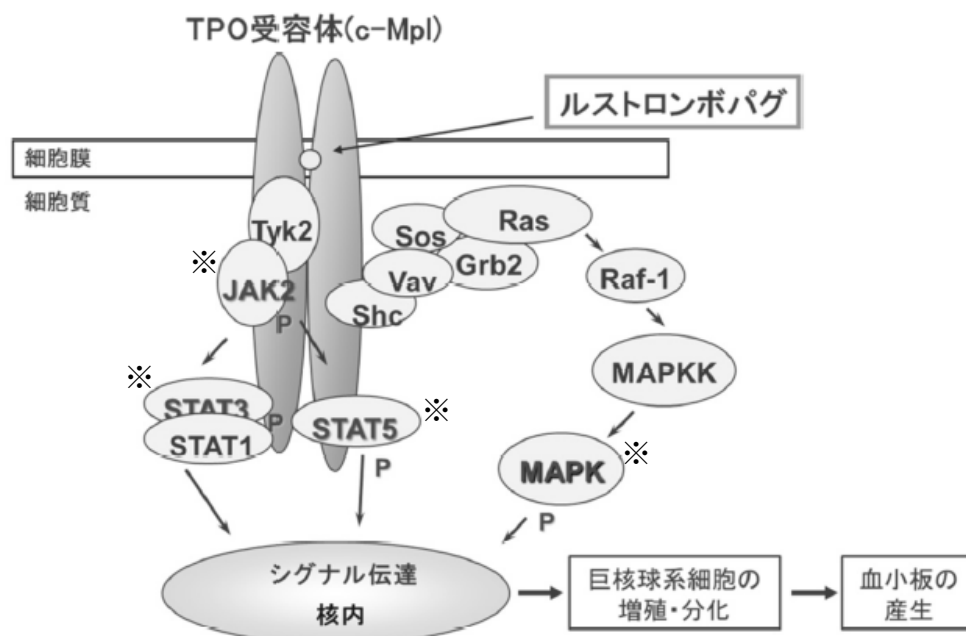 TPO受容体(c-Mpl)
ルストロンボパグ
細胞膜
細胞質
Tyk2
※
JAK2
P
Sos
Ras
Vav
Grb2
Shc
Raf-1
MAPKK
※
STAT3
P
STAT1
STAT5
※
P
MAPK
※
P
シグナル伝達
核内
巨核球系細胞の
増殖・分化
血小板の
産生